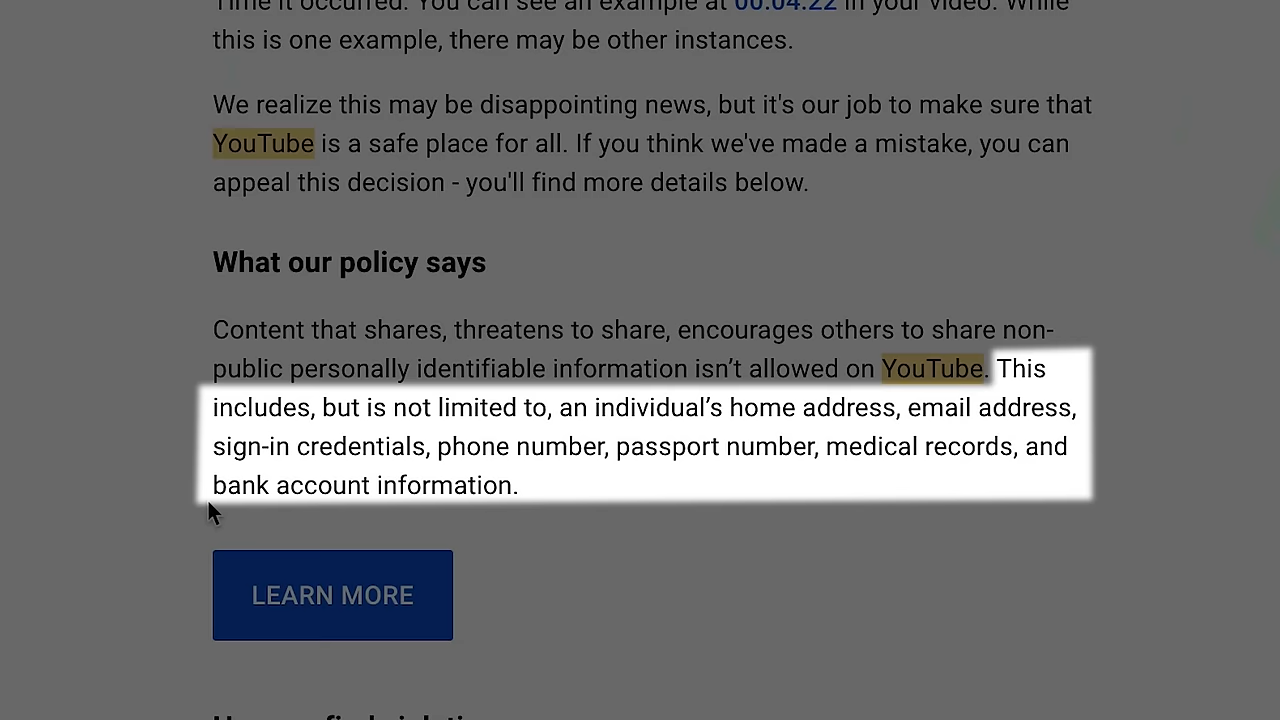 Time it occurred. You can see an example at 00:04:22 in your video. While
this is one example, there may be other instances.
We realize this may be disappointing news, but it's our job to make sure that
YouTube is a safe place for all. If you think we've made a mistake, you can
appeal this decision - you'll find more details below.
What our policy says
Content that shares, threatens to share, encourages others to share non-
public personally identifiable information isn’t allowed on YouTube. This
includes, but is not limited to, an individual’s home address, email address,
sign-in credentials, phone number, passport number, medical records, and
bank account information.
LEARN MORE